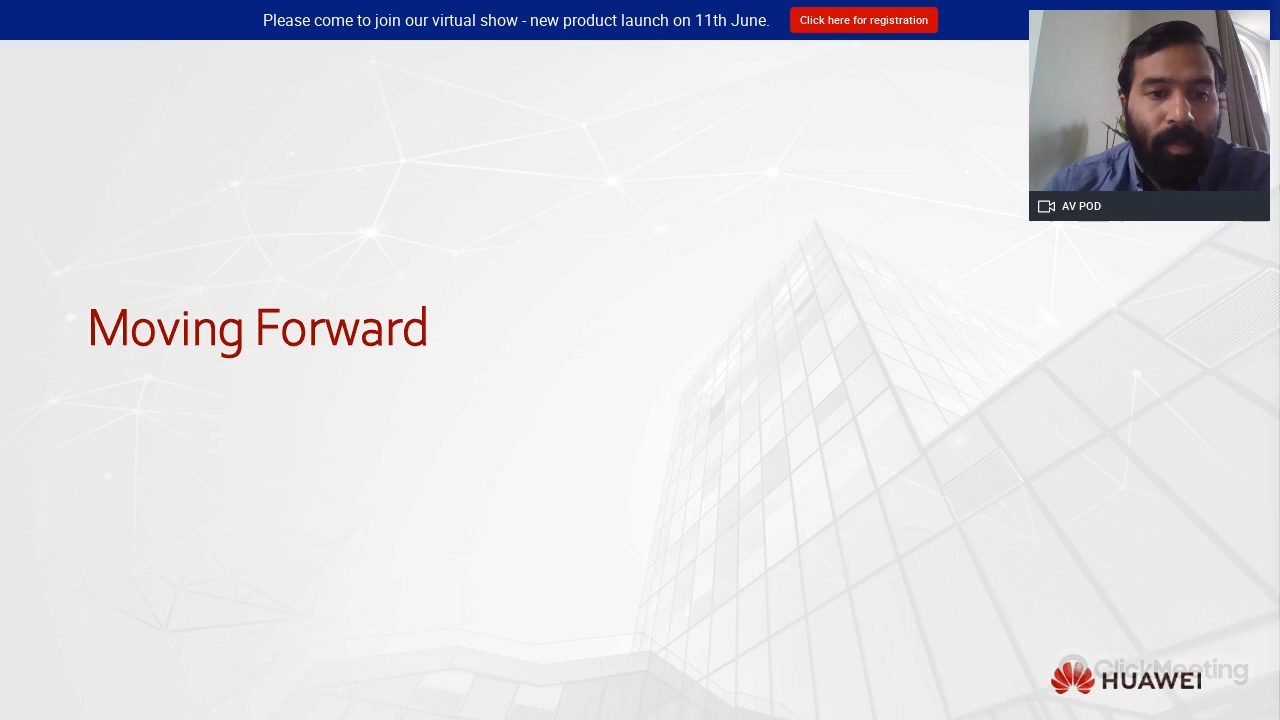 Please come to join our virtual show - new product launch on 11th June.
Click here for registration
AV POD
Moving Forward
ClickMeeting
HUAWEI